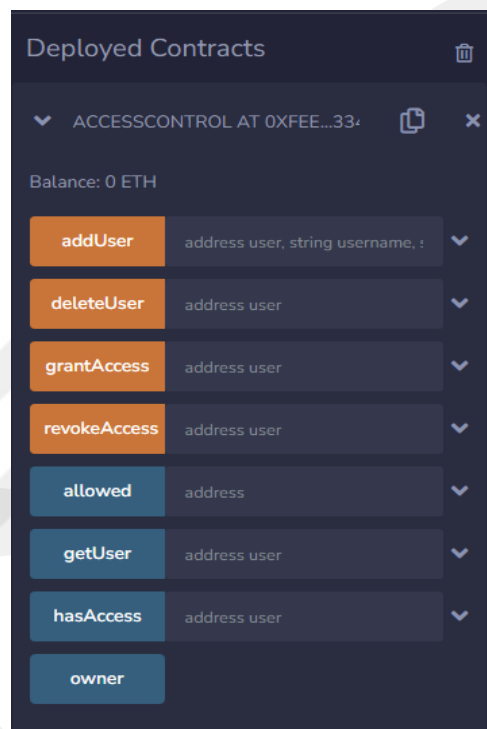 Deployed Contracts
ACCESSCONTROL AT 0XFEE...334
Balance: 0 ETH
addUser address user, string username, s
deleteUser address user
grantAccess address user
revokeAccess address user
allowed address
getUser address user
hasAccess address user
owner